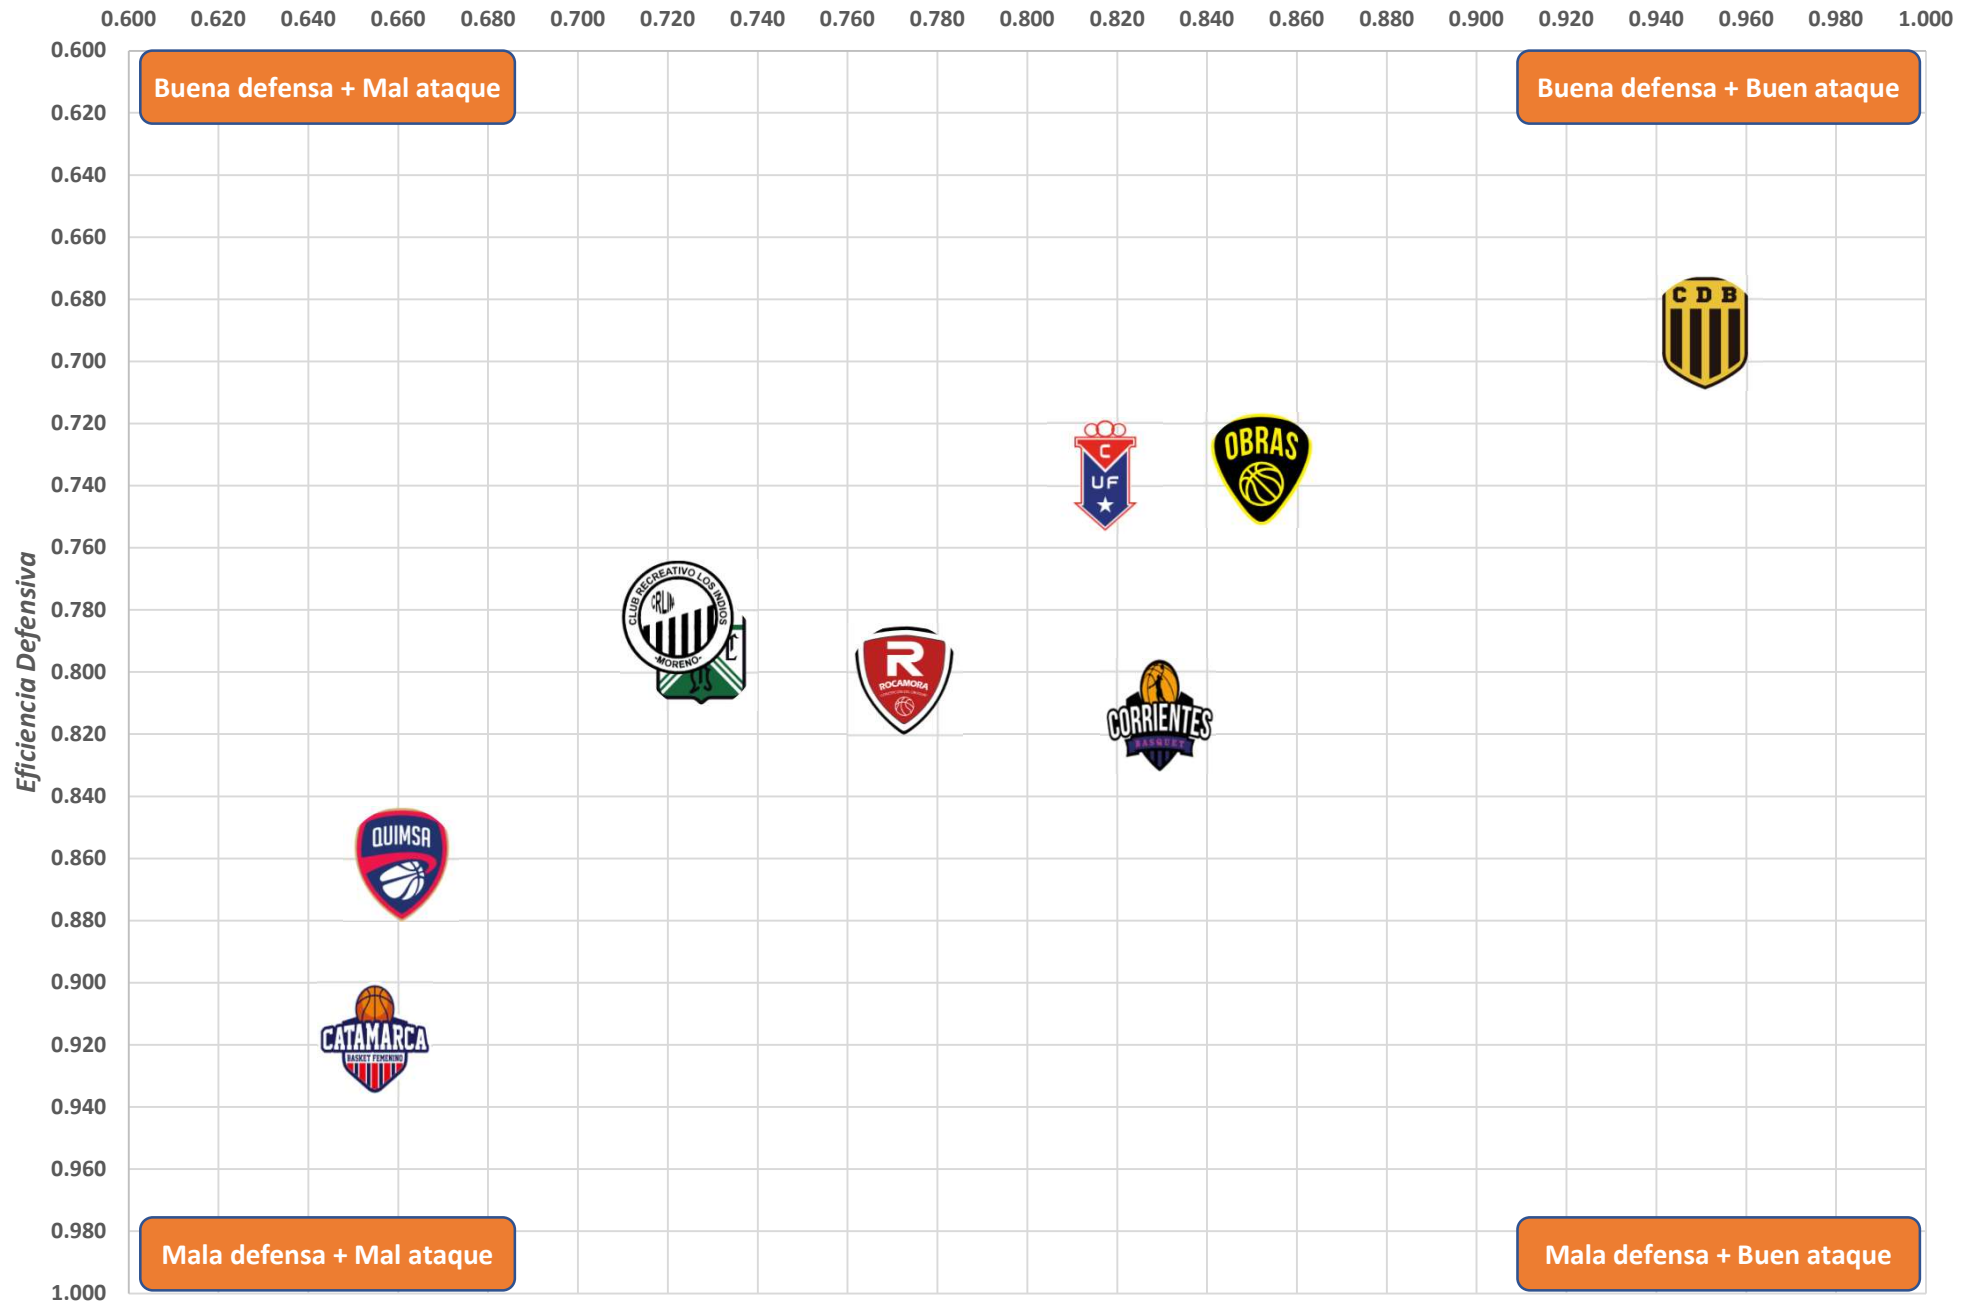 0.600 0.620 0.640 0.660 0.680 0.700 0.720 0.740 0.760 0.780 0.800 0.820 0.840 0.860 0.880 0.900 0.920 0.940 0.960 0.980 1.000
0.600
Buena defensa + Mal ataque
Buena defensa + Buen ataque
0.620
0.640
0.660
0.680
C D B
0.700
0.720
C
UF
OBRAS
0.740
0.760
Eficiencia Defensiva
CLUB RECREATIVO LOS INDIOS
CRLIM
-MORENO-
0.780
C
0.800
R
ROCAMORA
CORRIENTES
BASQUET
0.820
0.840
QUIMSA
0.860
0.880
0.900
CATAMARCA
BASKET FEMENINO
0.920
0.940
0.960
0.980
Mala defensa + Mal ataque
Mala defensa + Buen ataque
1.000